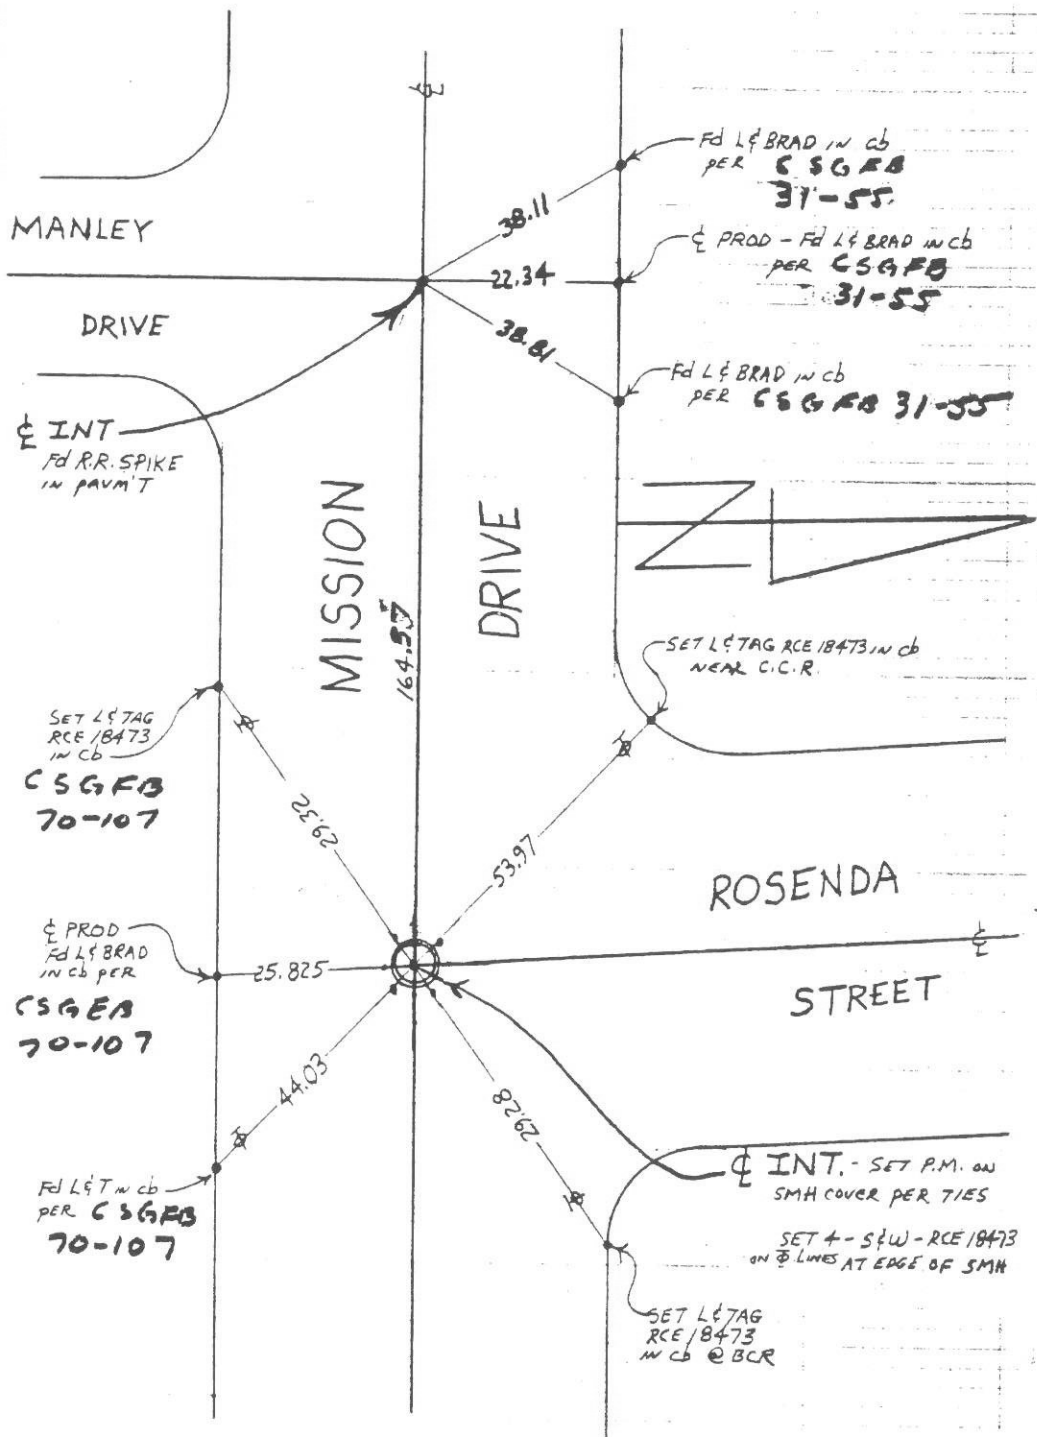 Fd L & BRAD IN cb
PER CSGFB
31-55
38.11
MANLEY
℄ PROD - Fd L & BRAD IN cb
PER CSGFB
31-55
22.34
DRIVE
38.81
Fd L & BRAD IN cb
PER CSGFB 31-55
℄ INT
Fd R.R. SPIKE
IN PAVM'T
MISSION
DRIVE
164.57
N
SET L & TAG RCE 18473 IN cb
NEAR C.C.R.
SET L & TAG
RCE 18473
IN cb
CSGFB
70-107
29.32
53.97
ROSENDA
℄ PROD
Fd L & BRAD
IN cb PER
CSGFB
70-107
25.825
℄
STREET
44.03
29.28
℄ INT. - SET P.M. ON
SMH COVER PER TIES
Fd L & T IN cb
PER CSGFB
70-107
SET 4 - S & W - RCE 18473
ON LINES AT EDGE OF SMH
SET L & TAG
RCE 18473
IN cb @ BCR